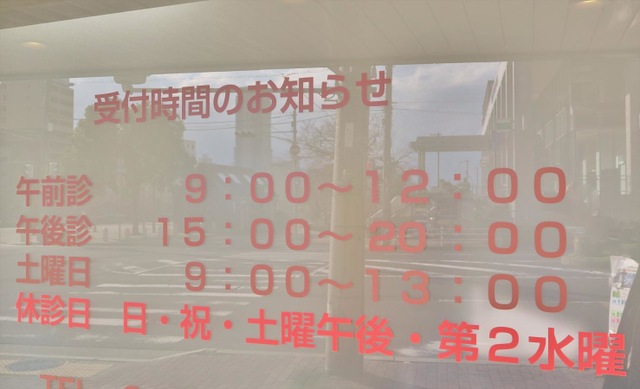 受付時間のお知らせ
午前診 9：00～12：00
午後診 15：00～20：00
土曜日 9：00～13：00
休診日 日・祝・土曜午後・第2水曜
TEL